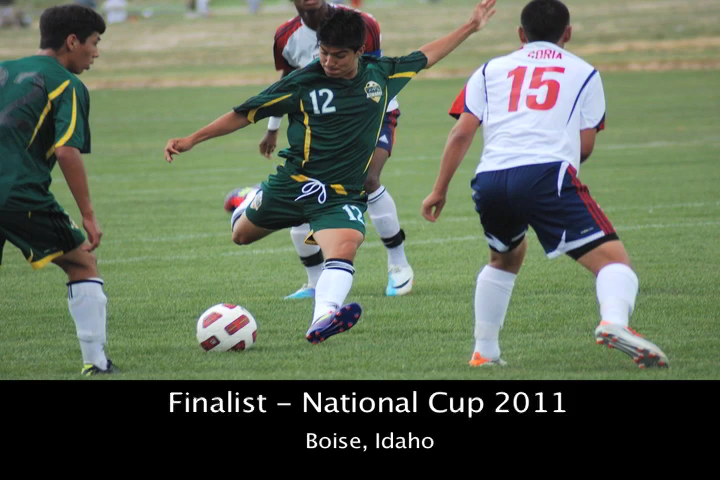 12
12
SORIA
15
Finalist – National Cup 2011
Boise, Idaho